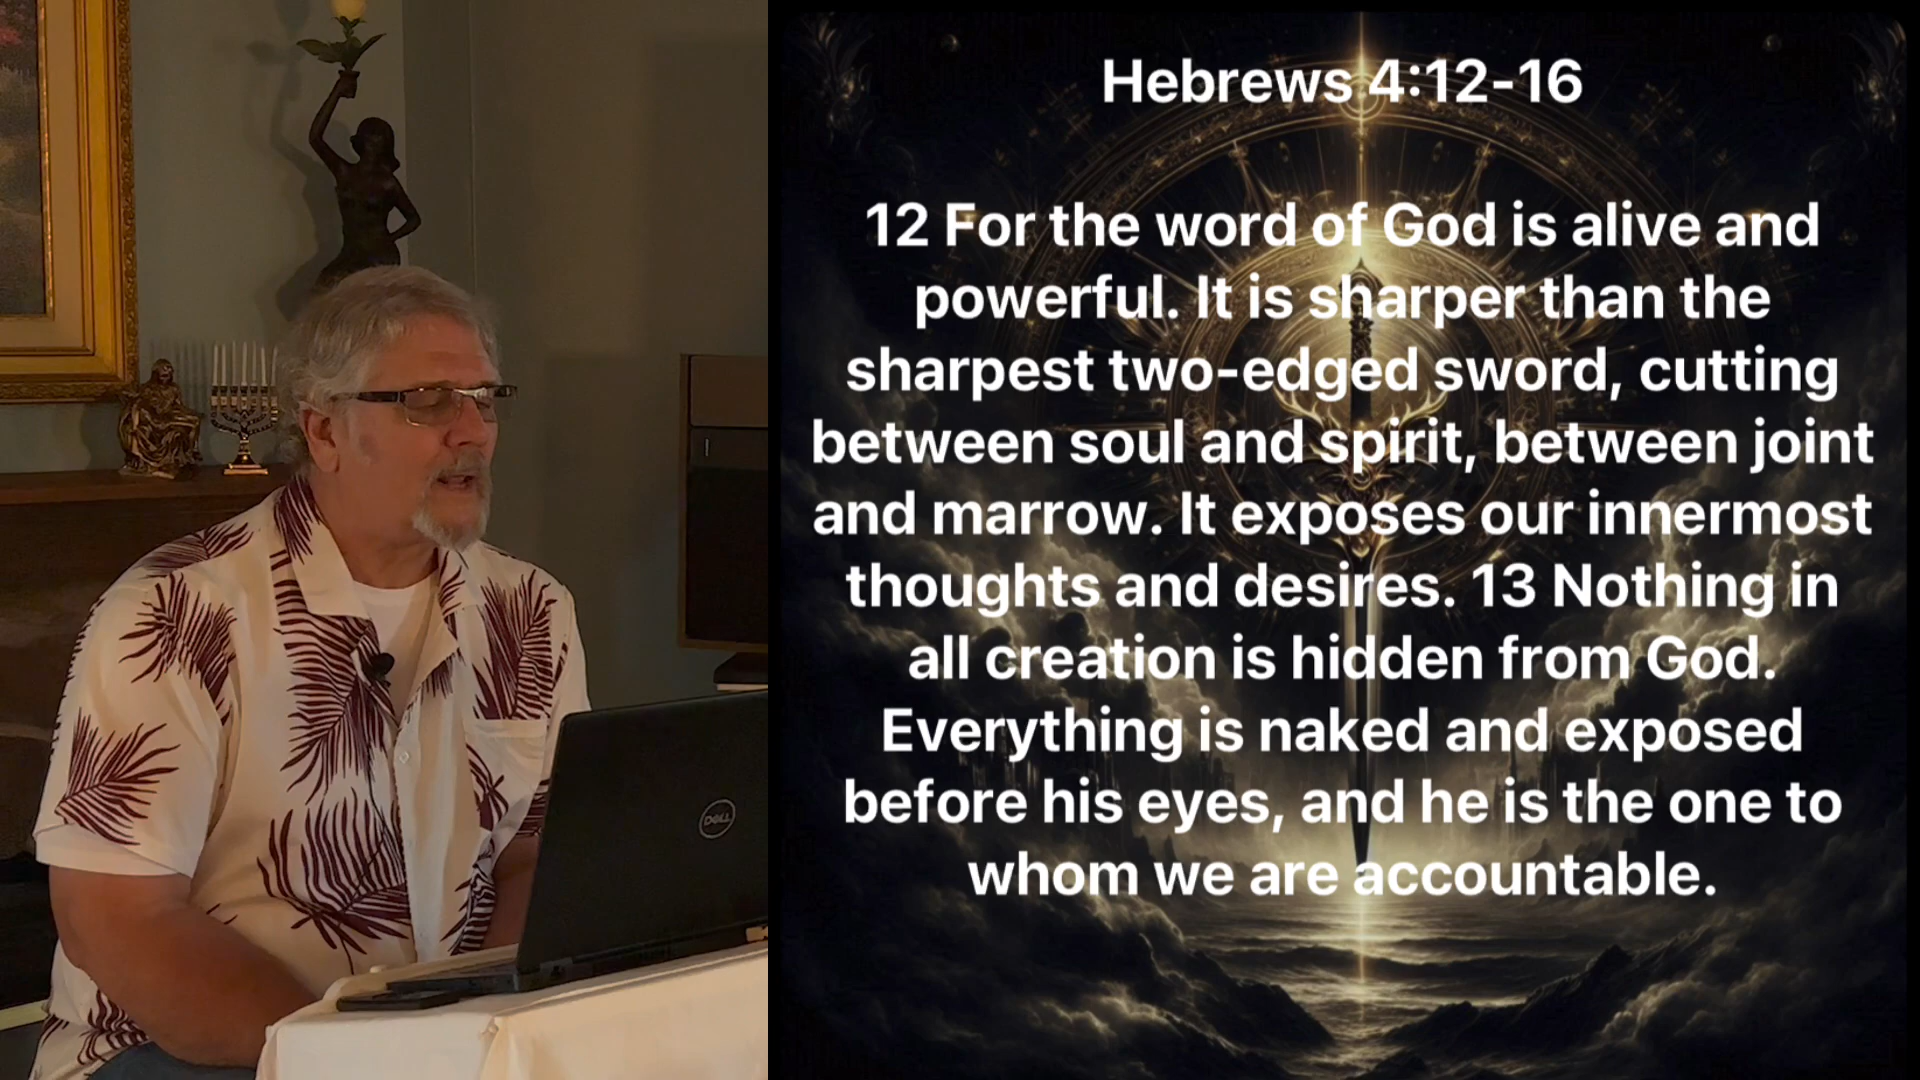 Hebrews 4:12-16
12 For the word of God is alive and
powerful. It is sharper than the
sharpest two-edged sword, cutting
between soul and spirit, between joint
and marrow. It exposes our innermost
thoughts and desires. 13 Nothing in
all creation is hidden from God.
Everything is naked and exposed
before his eyes, and he is the one to
whom we are accountable.
DELL